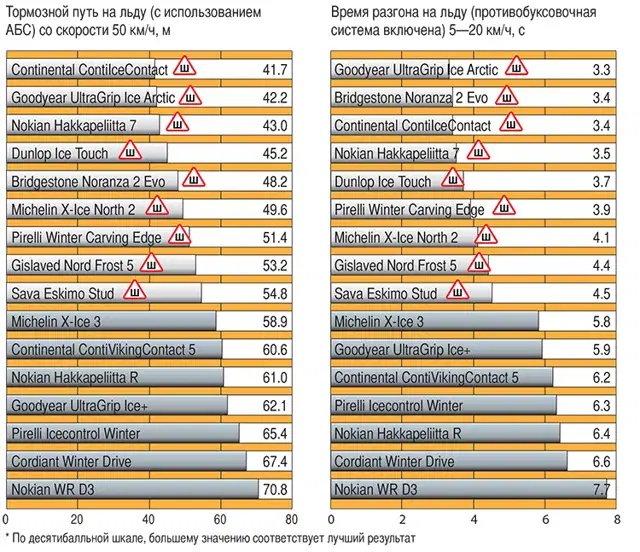 Тормозной путь на льду (с использованием
АБС) со скорости 50 км/ч, м
Continental ContiIceContact Ш 41.7
Goodyear UltraGrip Ice Arctic Ш 42.2
Nokian Hakkapeliitta 7 Ш 43.0
Dunlop Ice Touch Ш 45.2
Bridgestone Noranza 2 Evo Ш 48.2
Michelin X-Ice North 2 Ш 49.6
Pirelli Winter Carving Edge Ш 51.4
Gislaved Nord Frost 5 Ш 53.2
Sava Eskimo Stud Ш 54.8
Michelin X-Ice 3 58.9
Continental ContiVikingContact 5 60.6
Nokian Hakkapeliitta R 61.0
Goodyear UltraGrip Ice+ 62.1
Pirelli Icecontrol Winter 65.4
Cordiant Winter Drive 67.4
Nokian WR D3 70.8
0 20 40 60 80
Время разгона на льду (противобуксовочная
система включена) 5—20 км/ч, с
Goodyear UltraGrip Ice Arctic Ш 3.3
Bridgestone Noranza 2 Evo Ш 3.4
Continental ContiIceContact Ш 3.4
Nokian Hakkapeliitta 7 Ш 3.5
Dunlop Ice Touch Ш 3.7
Pirelli Winter Carving Edge Ш 3.9
Michelin X-Ice North 2 Ш 4.1
Gislaved Nord Frost 5 Ш 4.4
Sava Eskimo Stud Ш 4.5
Michelin X-Ice 3 5.8
Goodyear UltraGrip Ice+ 5.9
Continental ContiVikingContact 5 6.2
Pirelli Icecontrol Winter 6.3
Nokian Hakkapeliitta R 6.4
Cordiant Winter Drive 6.6
Nokian WR D3 7.7
0 2 4 6 8
* По десятибалльной шкале, большему значению соответствует лучший результат